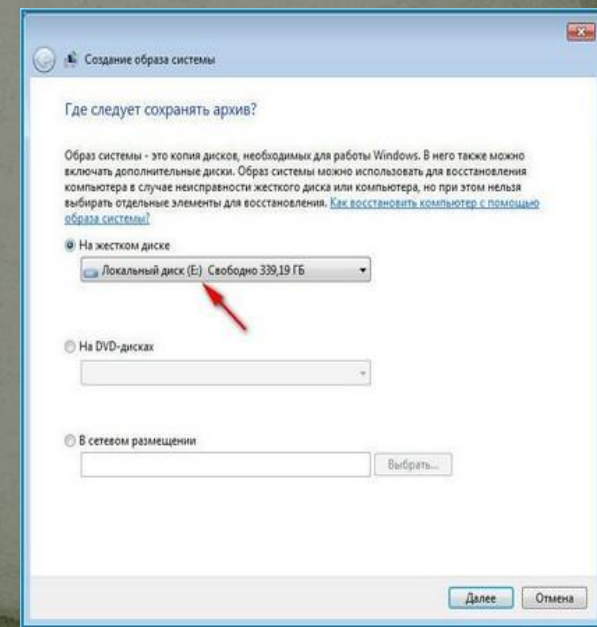 Создание образа системы
Где следует сохранять архив?
Образ системы - это копия дисков, необходимых для работы Windows. В него также можно
включать дополнительные диски. Образ системы можно использовать для восстановления
компьютера в случае неисправности жесткого диска или компьютера, но при этом нельзя
выбирать отдельные элементы для восстановления. Как восстановить компьютер с помощью
образа системы?
На жестком диске
Локальный диск (E:) Свободно 339,19 ГБ
На DVD-дисках
В сетевом размещении
Выбрать...
Далее
Отмена